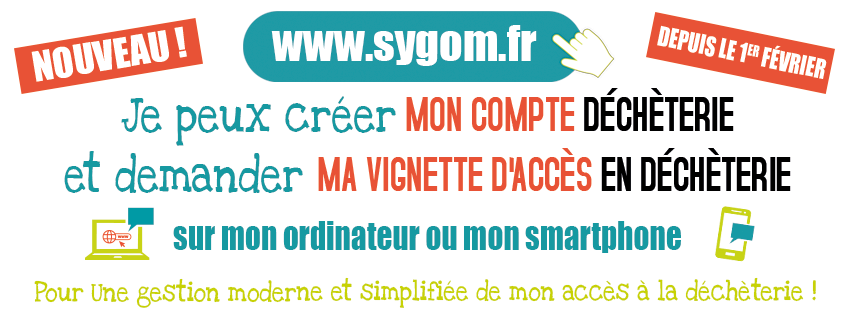 NOUVEAU !
www.sygom.fr
DEPUIS LE 1ER FÉVRIER
Je peux créer MON COMPTE DÉCHÈTERIE
et demander MA VIGNETTE D'ACCÈS EN DÉCHÈTERIE
www
sur mon ordinateur ou mon smartphone
Pour Une gestion moderne et simplifiée de mon accès à la déchèterie !